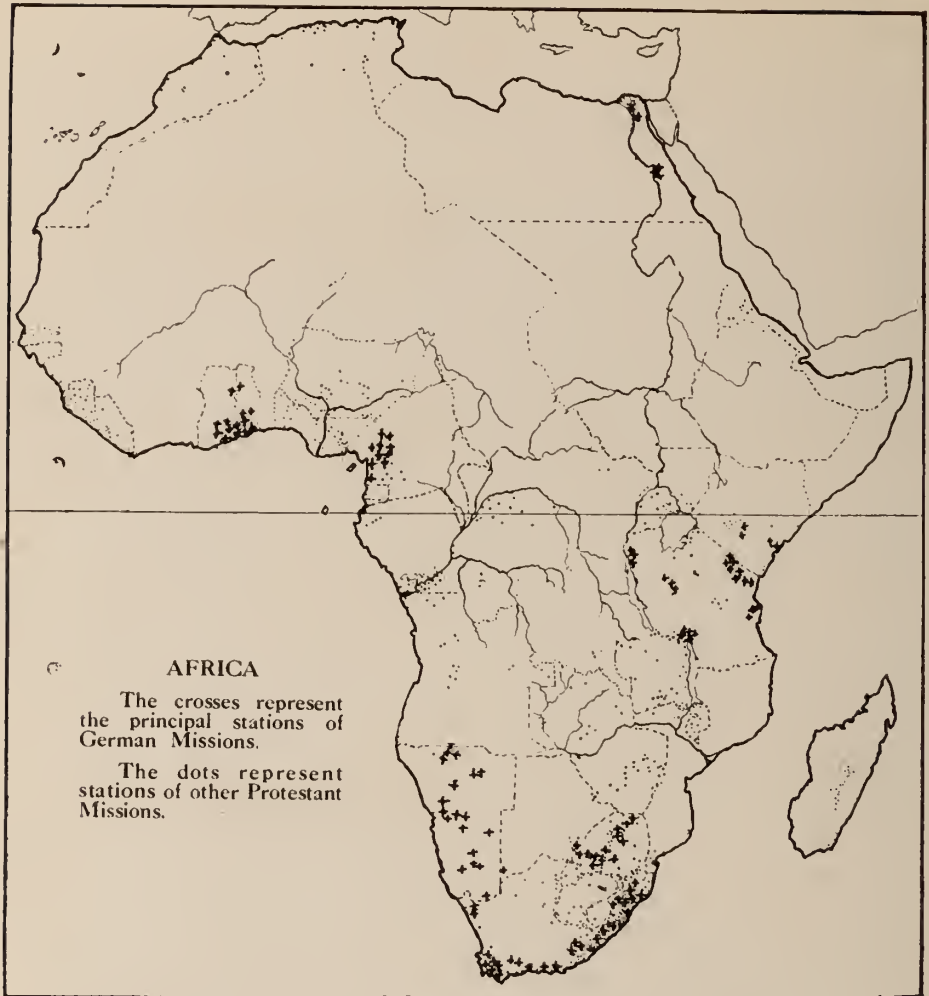 AFRICA
The crosses represent
the principal stations of
German Missions.
The dots represent
stations of other Protestant
Missions.